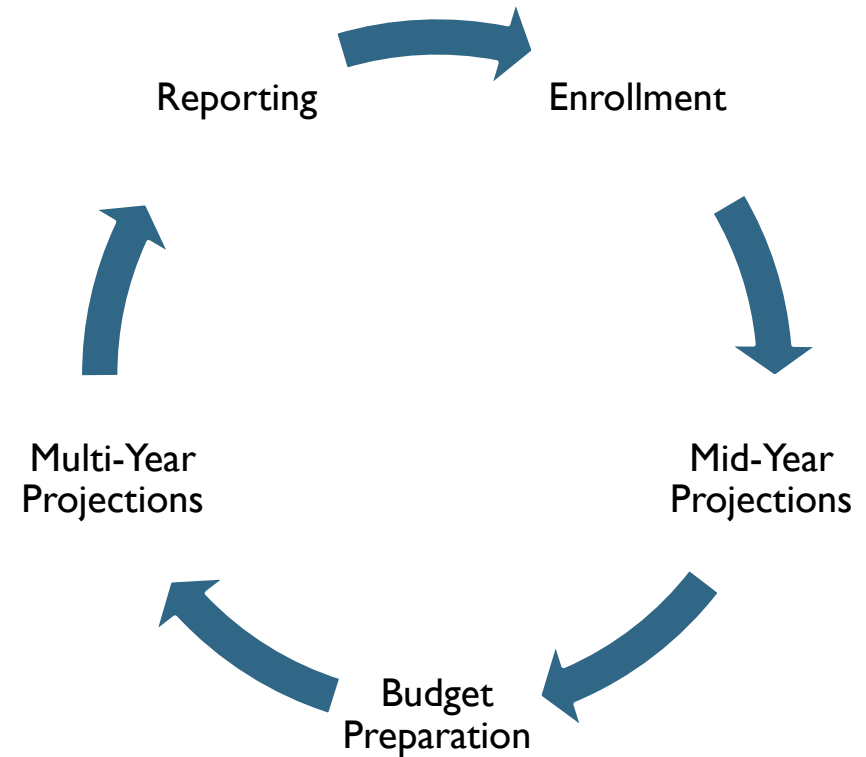 Reporting
Enrollment
Multi-Year
Projections
Mid-Year
Projections
Budget
Preparation